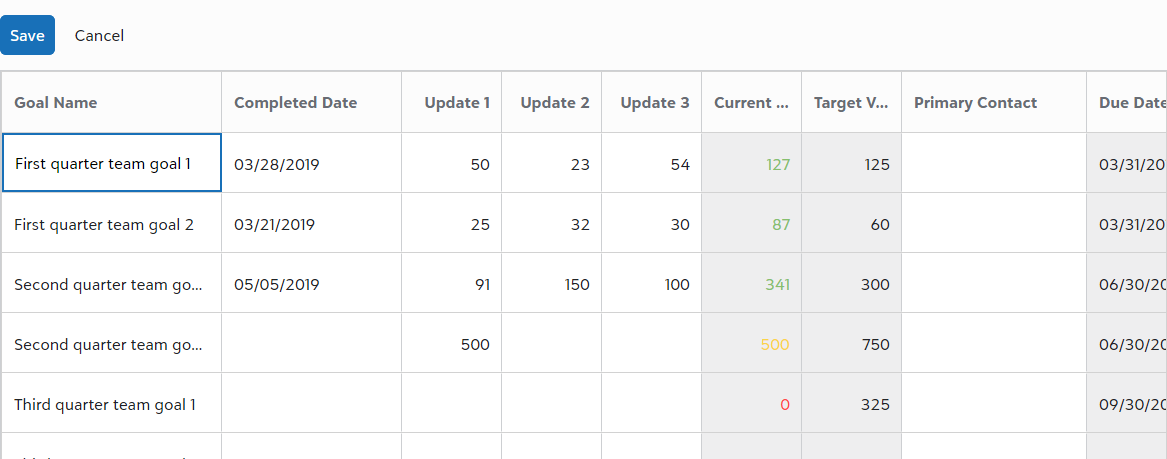 Save Cancel
Goal Name Completed Date Update 1 Update 2 Update 3 Current ... Target V... Primary Contact Due Date
First quarter team goal 1 03/28/2019 50 23 54 127 125 03/31/20
First quarter team goal 2 03/21/2019 25 32 30 87 60 03/31/20
Second quarter team go... 05/05/2019 91 150 100 341 300 06/30/20
Second quarter team go... 500 500 750 06/30/20
Third quarter team goal 1 0 325 09/30/20